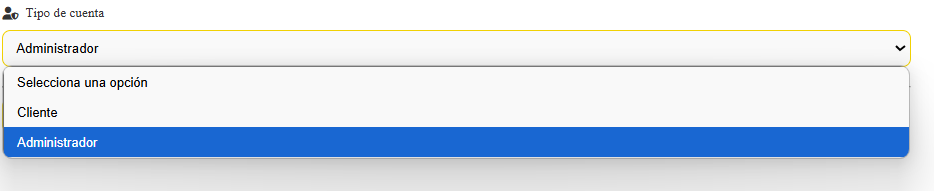 Tipo de cuenta
Administrador
Selecciona una opción
Cliente
Administrador